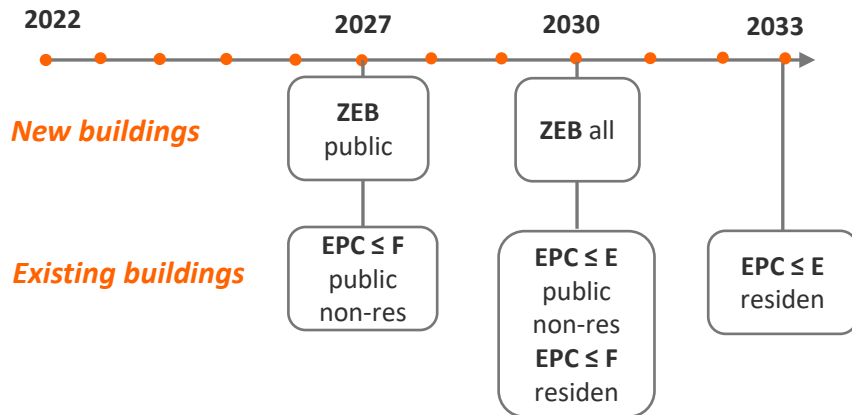 2022 2027 2030 2033
New buildings
ZEB
public
ZEB all
Existing buildings
EPC ≤ F
public
non-res
EPC ≤ E
public
non-res
EPC ≤ F
residen
EPC ≤ E
residen